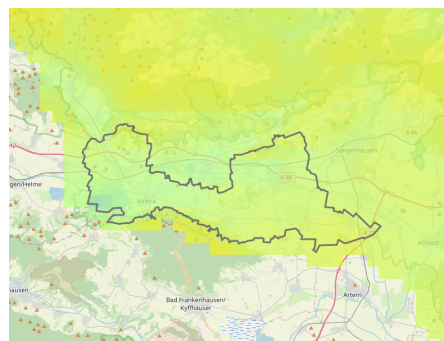 B 86
Sangerhausen
A 38
gen/Helme
Kelbra
Allstedt
Bad Frankenhausen/
Kyffhäuser
Artern
hausen